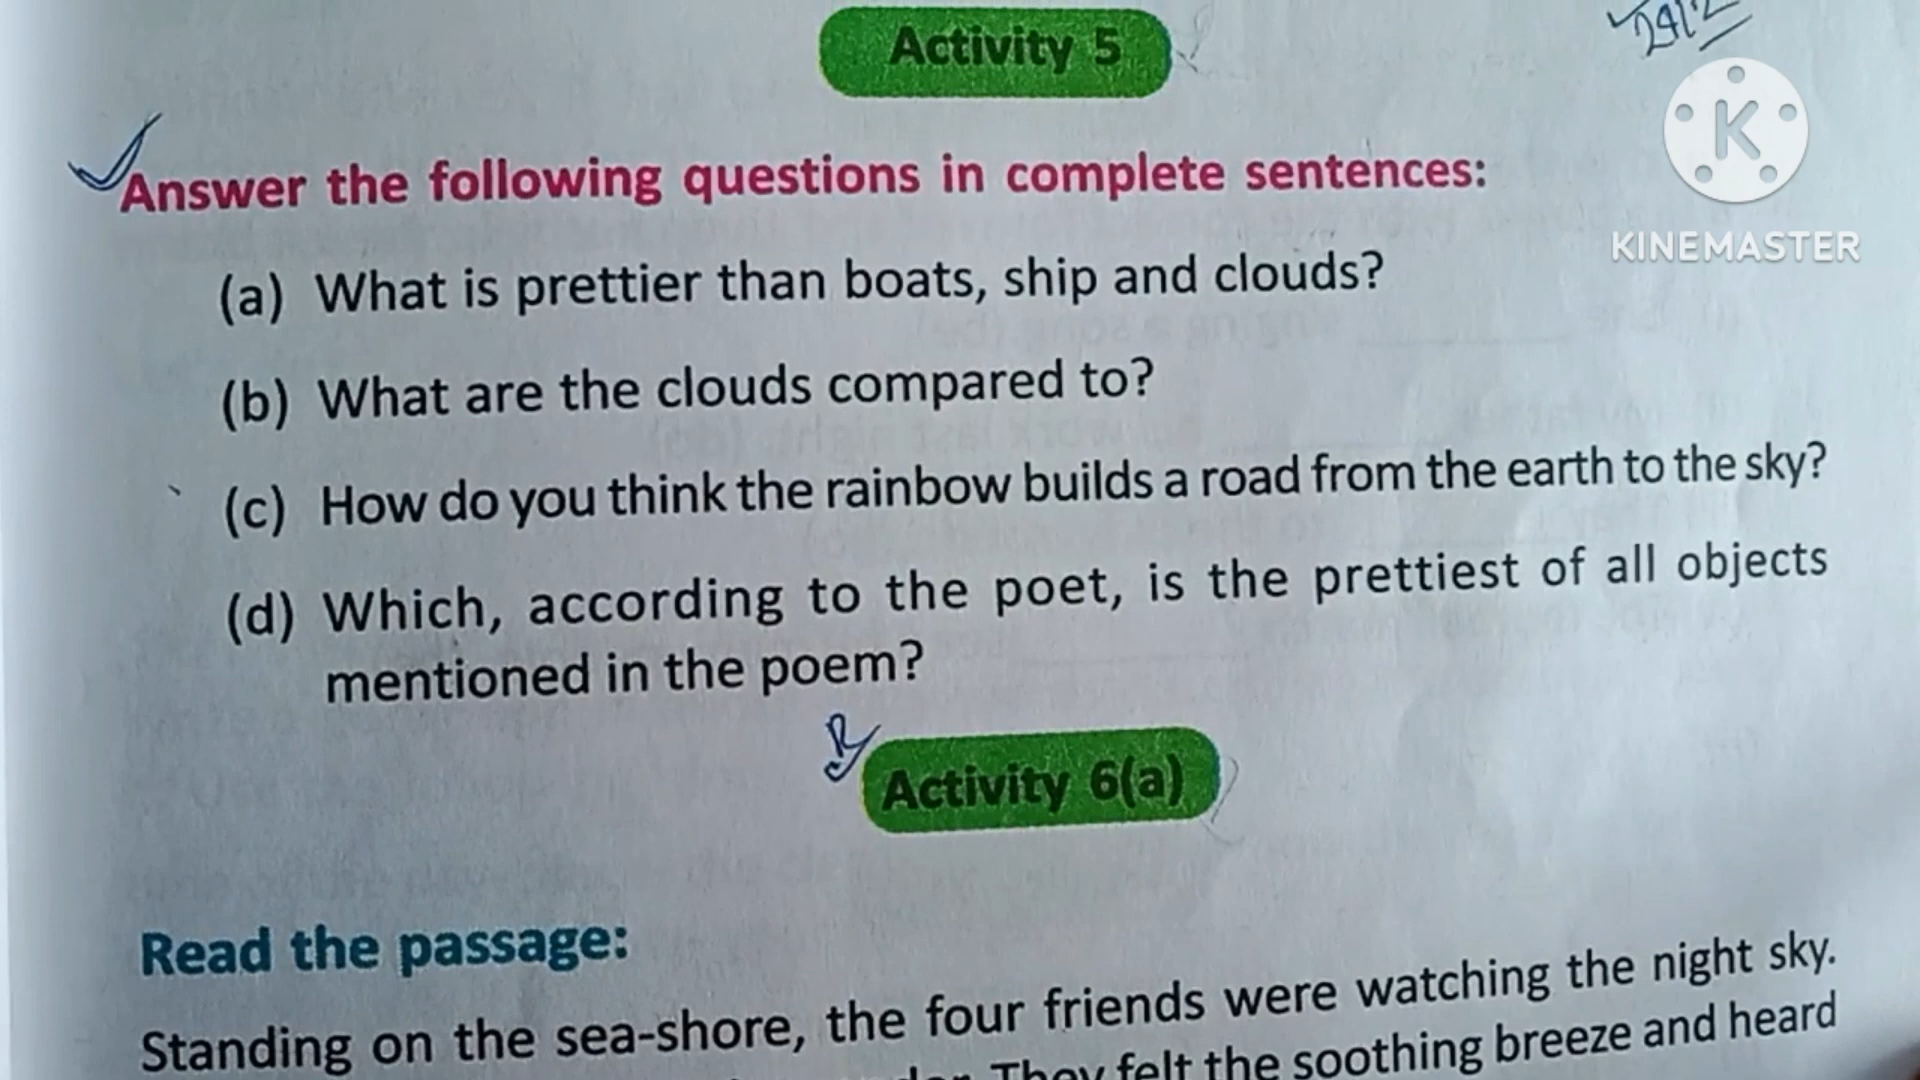 Activity 5
K
KINEMASTER
Answer the following questions in complete sentences:
(a) What is prettier than boats, ship and clouds?
(b) What are the clouds compared to?
(c) How do you think the rainbow builds a road from the earth to the sky?
(d) Which, according to the poet, is the prettiest of all objects
mentioned in the poem?
Activity 6(a)
Read the passage:
Standing on the sea-shore, the four friends were watching the night sky.
They felt the soothing breeze and heard